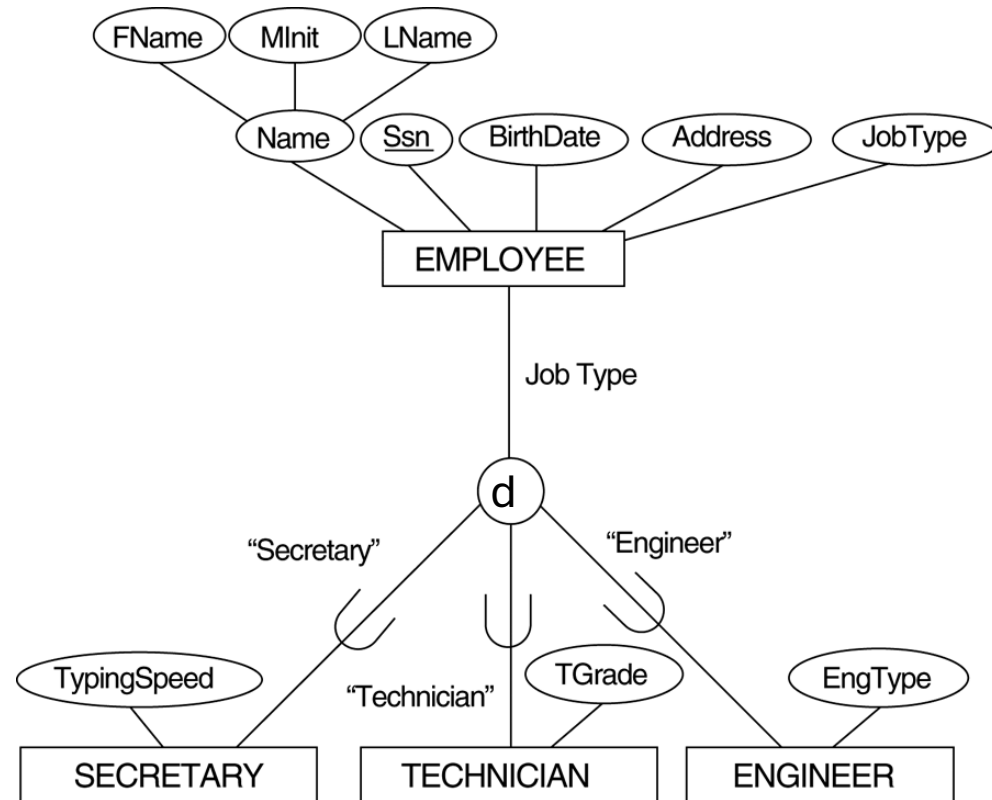 FName MInit LName
Name Ssn BirthDate Address JobType
EMPLOYEE
Job Type
d
“Secretary” “Engineer”
TypingSpeed “Technician” TGrade EngType
SECRETARY TECHNICIAN ENGINEER